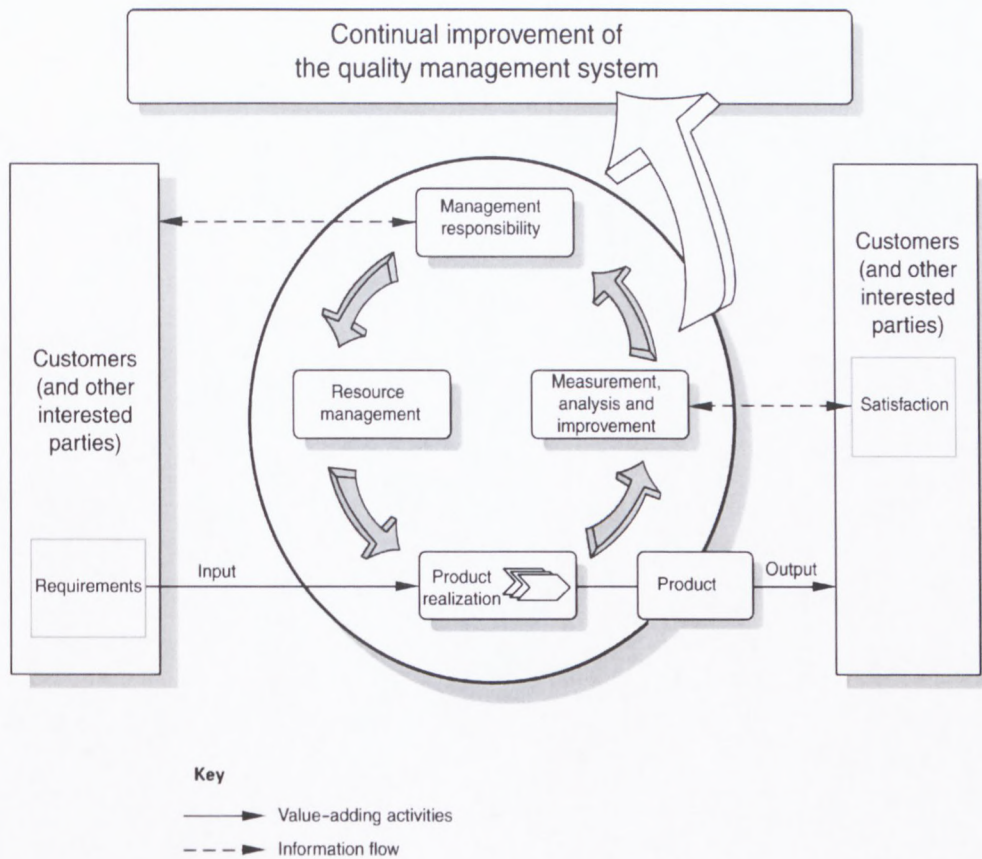 Continual improvement of
the quality management system
Management
responsibility
Customers
(and other
interested
parties)
Customers
(and other
interested
parties)
Resource
management
Measurement,
analysis and
improvement
Satisfaction
Requirements
Input
Product
realization
Product
Output
Key
Value-adding activities
Information flow